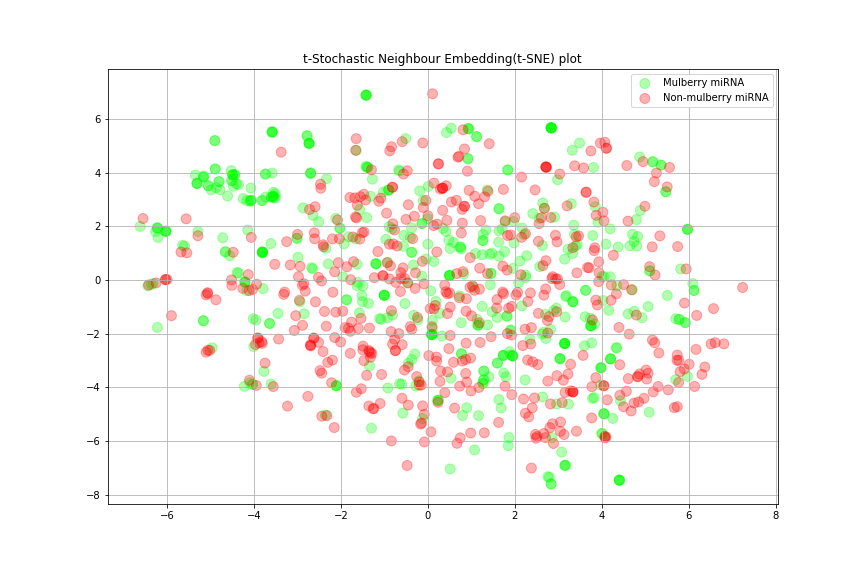 t-Stochastic Neighbour Embedding(t-SNE) plot
Mulberry miRNA
Non-mulberry miRNA
6
4
2
0
−2
−4
−6
−8
−6 −4 −2 0 2 4 6 8